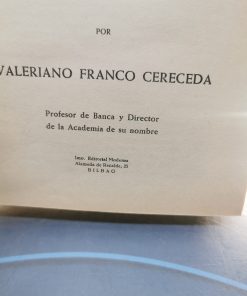 POR
VALERIANO FRANCO CERECEDA
Profesor de Banca y Director
de la Academia de su nombre
Imp. Editorial Moderna
Alameda de Recalde, 25
BILBAO